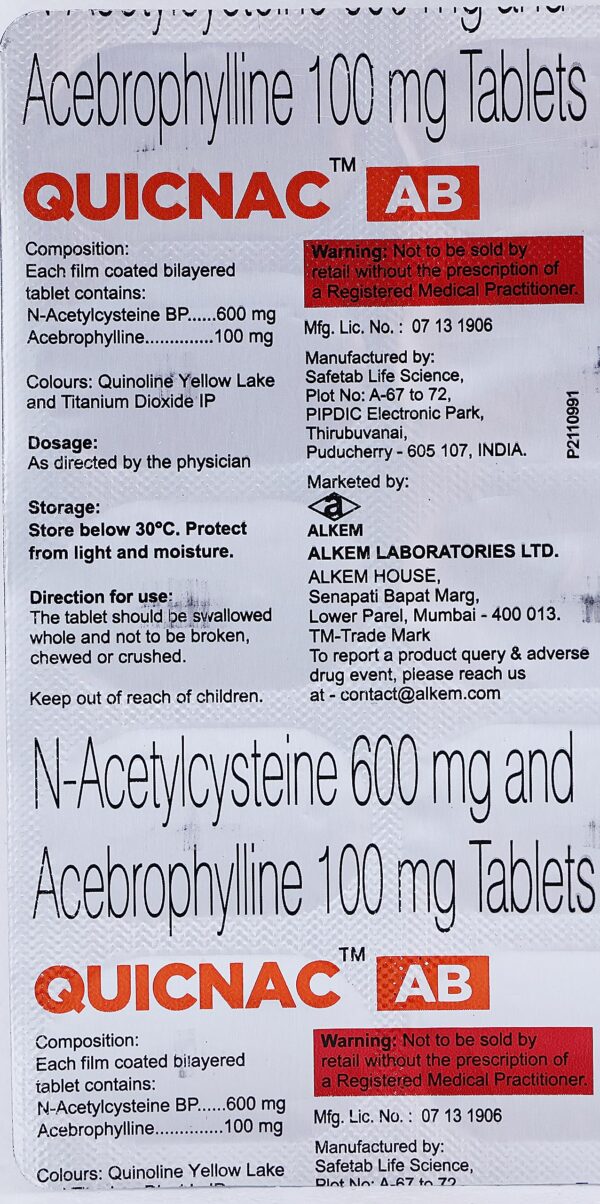 Acebrophylline 100 mg Tablets
QUICNAC™ AB
Composition:
Each film coated bilayered
tablet contains:
N-Acetylcysteine BP......600 mg
Acebrophylline..............100 mg
Colours: Quinoline Yellow Lake
and Titanium Dioxide IP
Dosage:
As directed by the physician
Storage:
Store below 30°C. Protect
from light and moisture.
Direction for use:
The tablet should be swallowed
whole and not to be broken,
chewed or crushed.
Keep out of reach of children.
Warning: Not to be sold by
retail without the prescription of
a Registered Medical Practitioner.
Mfg. Lic. No. : 07 13 1906
Manufactured by:
Safetab Life Science,
Plot No: A-67 to 72,
PIPDIC Electronic Park,
Thirubuvanai,
Puducherry - 605 107, INDIA.
P2110991
Marketed by:
a
ALKEM
ALKEM LABORATORIES LTD.
ALKEM HOUSE,
Senapati Bapat Marg,
Lower Parel, Mumbai - 400 013.
TM-Trade Mark
To report a product query & adverse
drug event, please reach us
at - contact@alkem.com
N-Acetylcysteine 600 mg and
Acebrophylline 100 mg Tablets
QUICNAC™ AB
Composition:
Each film coated bilayered
tablet contains:
N-Acetylcysteine BP......600 mg
Acebrophylline..............100 mg
Colours: Quinoline Yellow Lake
Warning: Not to be sold by
retail without the prescription of
a Registered Medical Practitioner.
Mfg. Lic. No. : 07 13 1906
Manufactured by:
Safetab Life Science,
Plot No: A-67 to 72